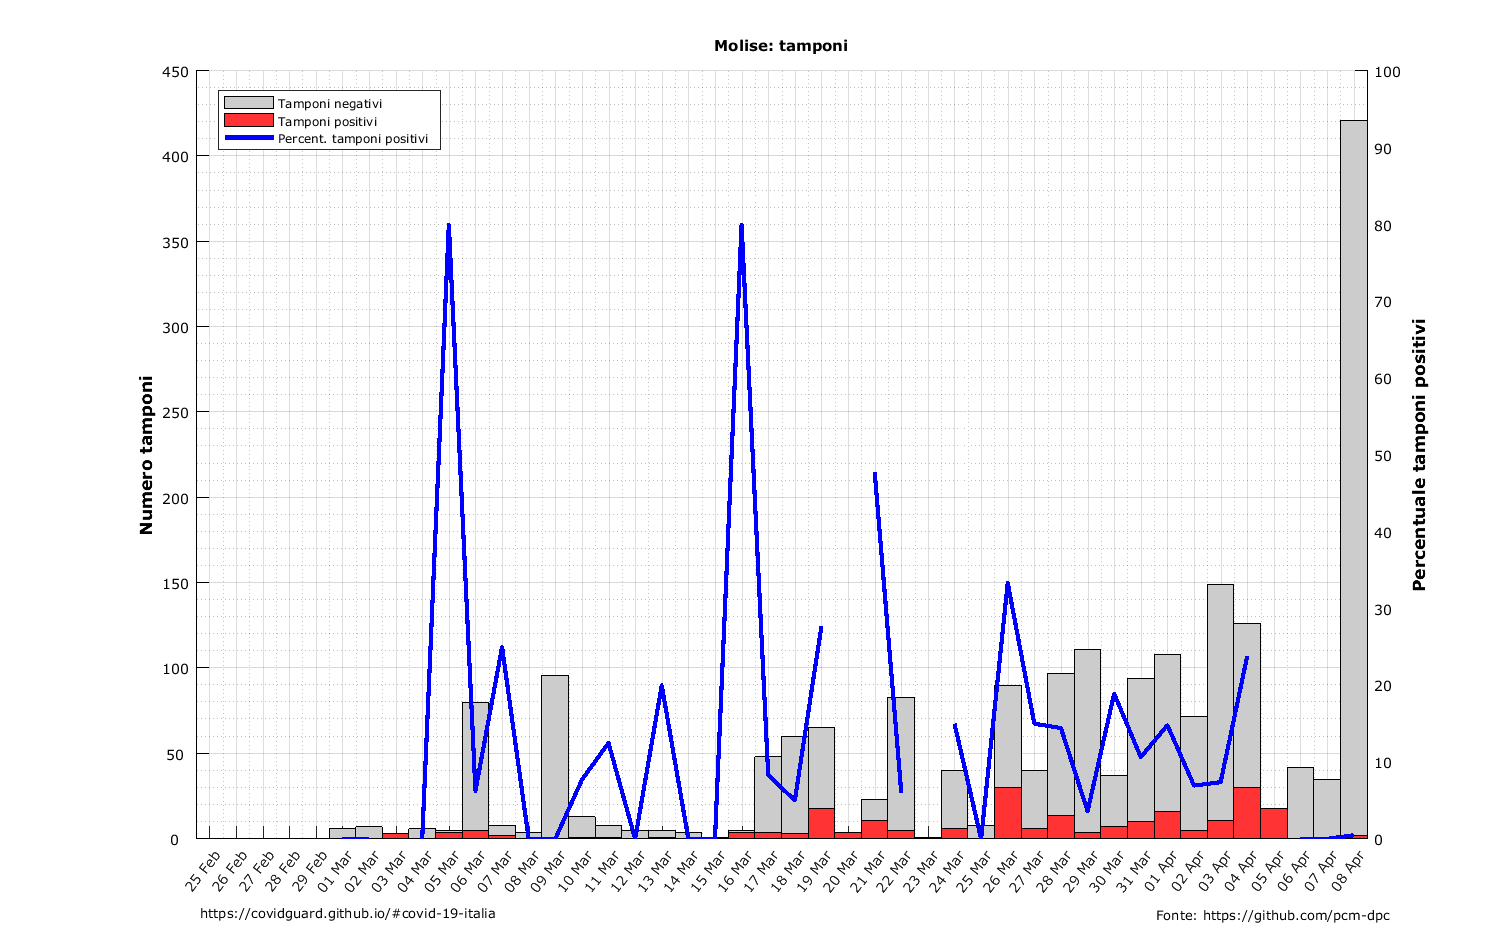 Molise: tamponi
Tamponi negativi
Tamponi positivi
Percent. tamponi positivi
Numero tamponi
450
400
350
300
250
200
150
100
50
0
Percentuale tamponi positivi
100
90
80
70
60
50
40
30
20
10
0
25 Feb
26 Feb
27 Feb
28 Feb
29 Feb
01 Mar
02 Mar
03 Mar
04 Mar
05 Mar
06 Mar
07 Mar
08 Mar
09 Mar
10 Mar
11 Mar
12 Mar
13 Mar
14 Mar
15 Mar
16 Mar
17 Mar
18 Mar
19 Mar
20 Mar
21 Mar
22 Mar
23 Mar
24 Mar
25 Mar
26 Mar
27 Mar
28 Mar
29 Mar
30 Mar
31 Mar
01 Apr
02 Apr
03 Apr
04 Apr
05 Apr
06 Apr
07 Apr
08 Apr
https://covidguard.github.io/#covid-19-italia
Fonte: https://github.com/pcm-dpc